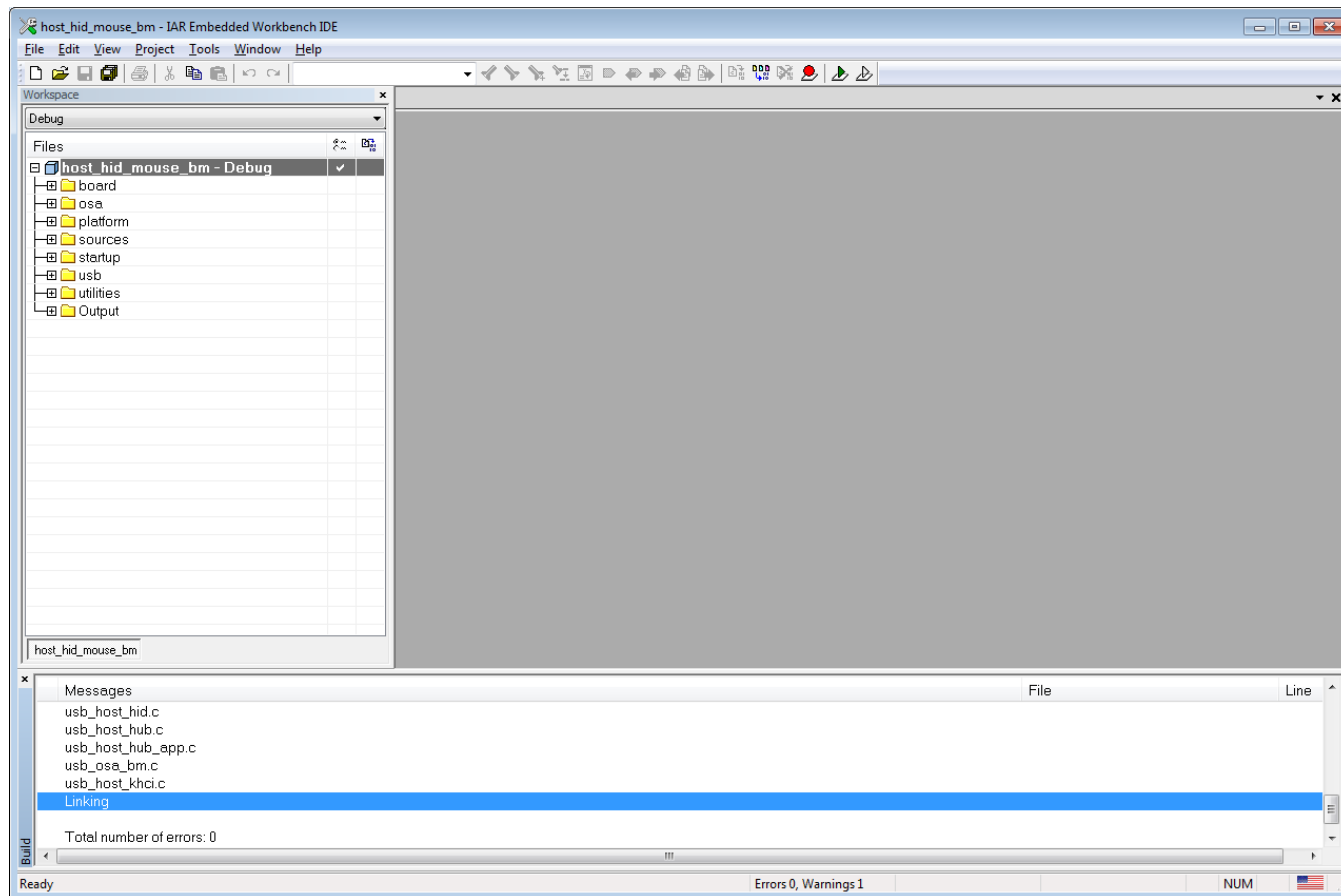 host_hid_mouse_bm - IAR Embedded Workbench IDE
File Edit View Project Tools Window Help
Workspace
Debug
Files
host_hid_mouse_bm - Debug
board
osa
platform
sources
startup
usb
utilities
Output
host_hid_mouse_bm
Messages File Line
usb_host_hid.c
usb_host_hub.c
usb_host_hub_app.c
usb_osa_bm.c
usb_host_khci.c
Linking
Total number of errors: 0
Build
Ready Errors 0, Warnings 1 NUM